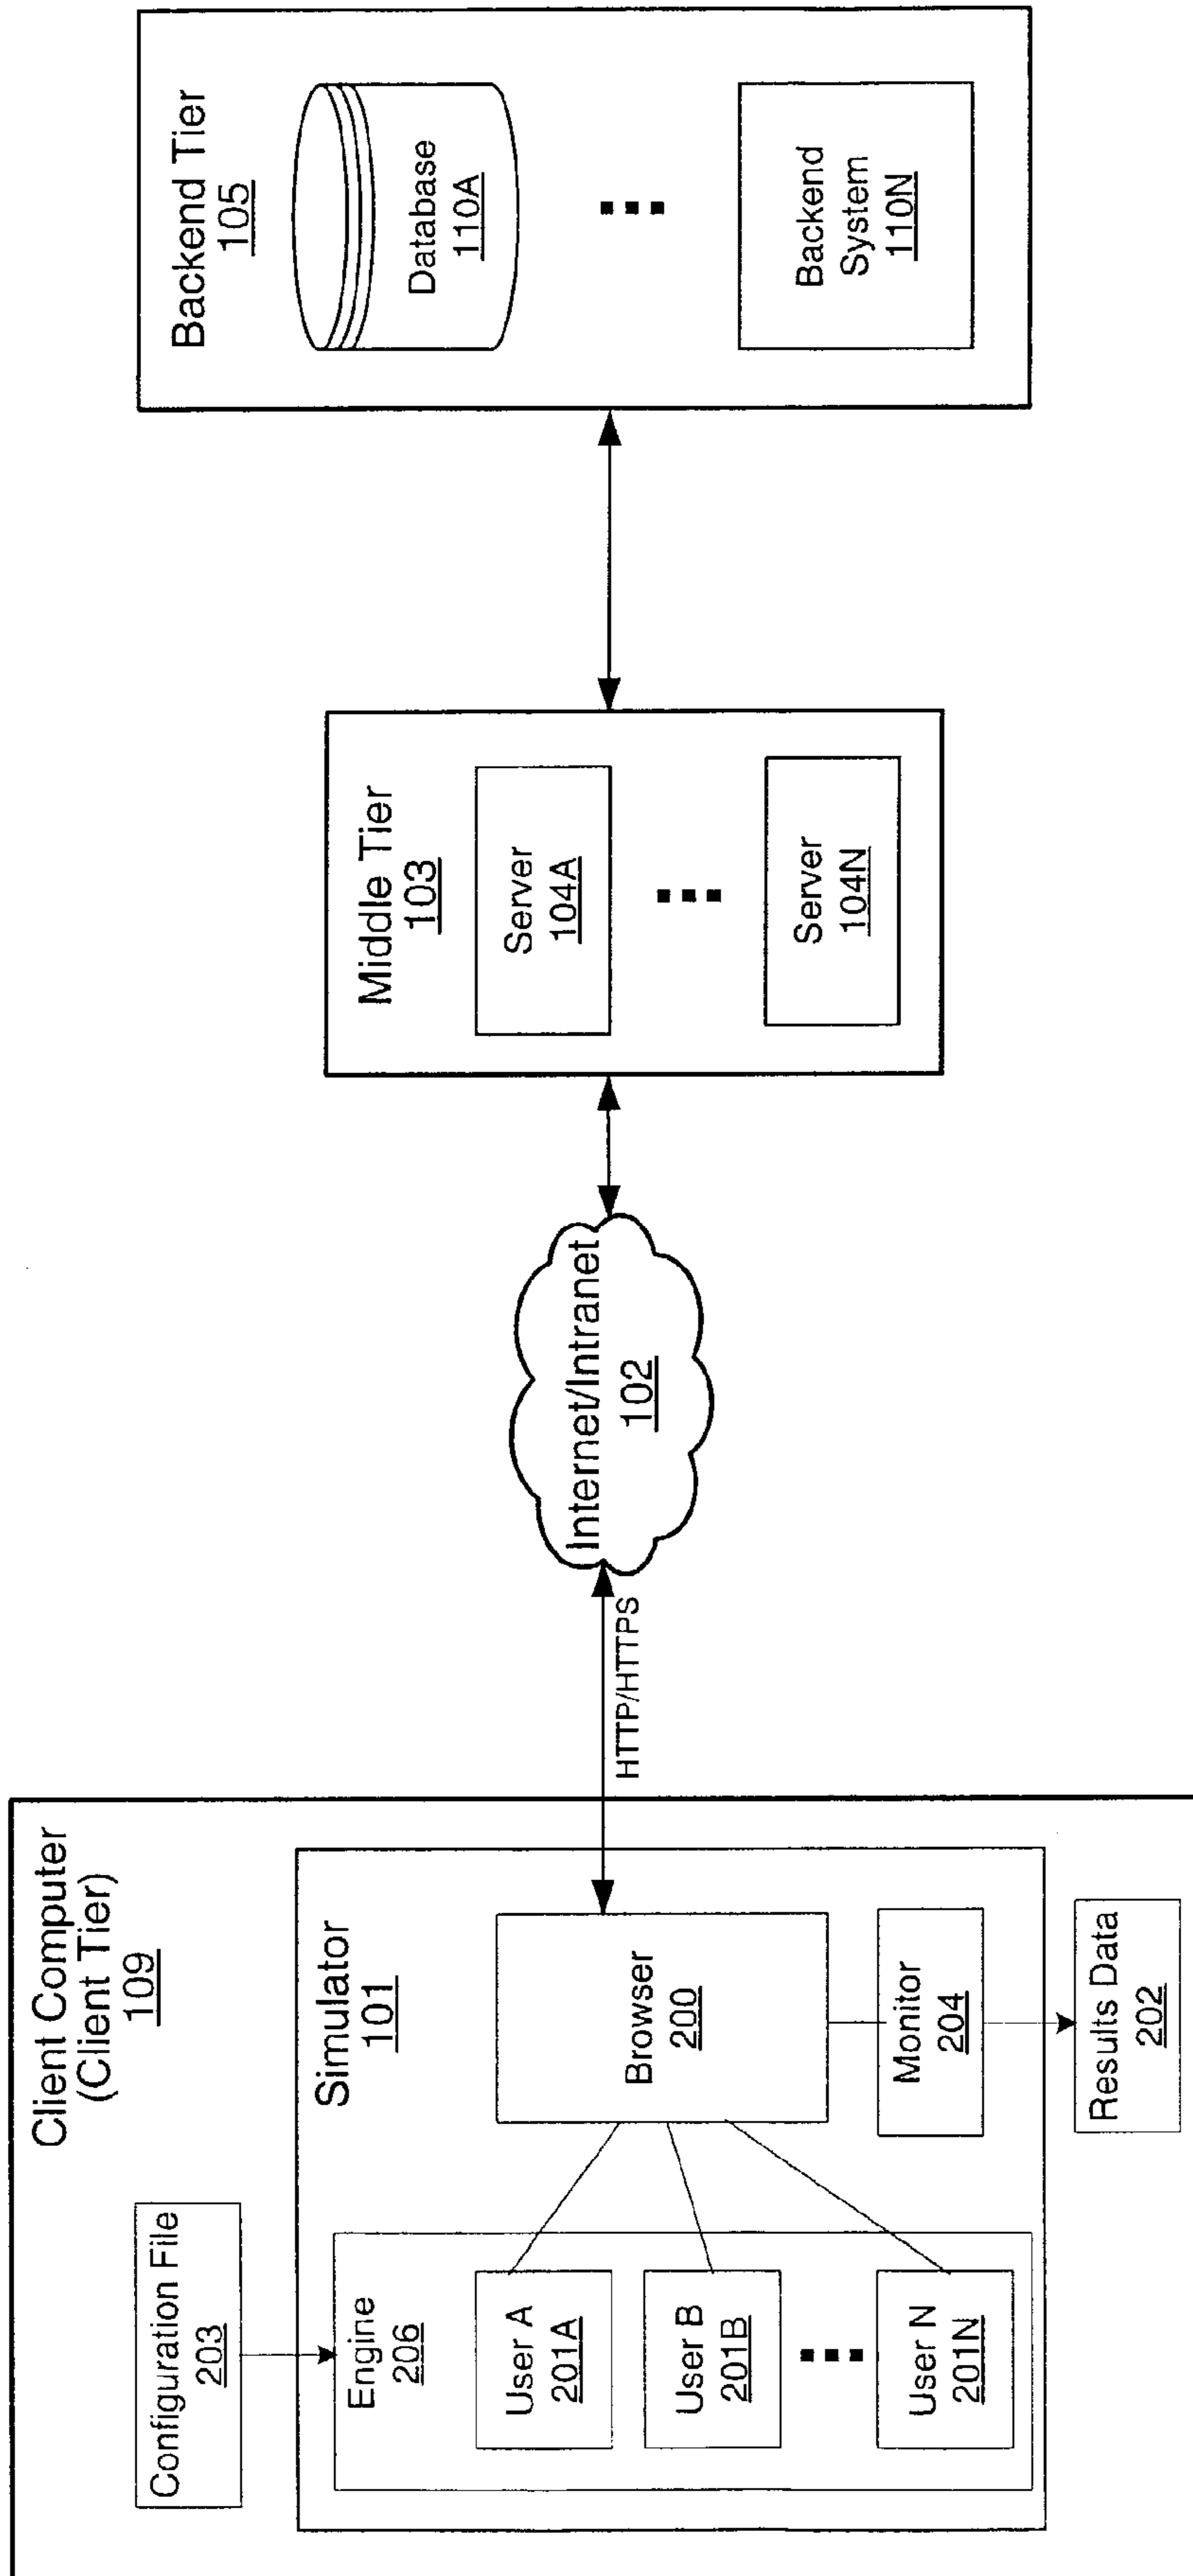 Client Computer
(Client Tier)
109
Configuration File
203
Simulator
101
Engine
206
User A
201A
User B
201B
User N
201N
Browser
200
Monitor
204
Results Data
202
HTTP/HTTPS
Internet/Intranet
102
Middle Tier
103
Server
104A
Server
104N
Backend Tier
105
Database
110A
Backend
System
110N